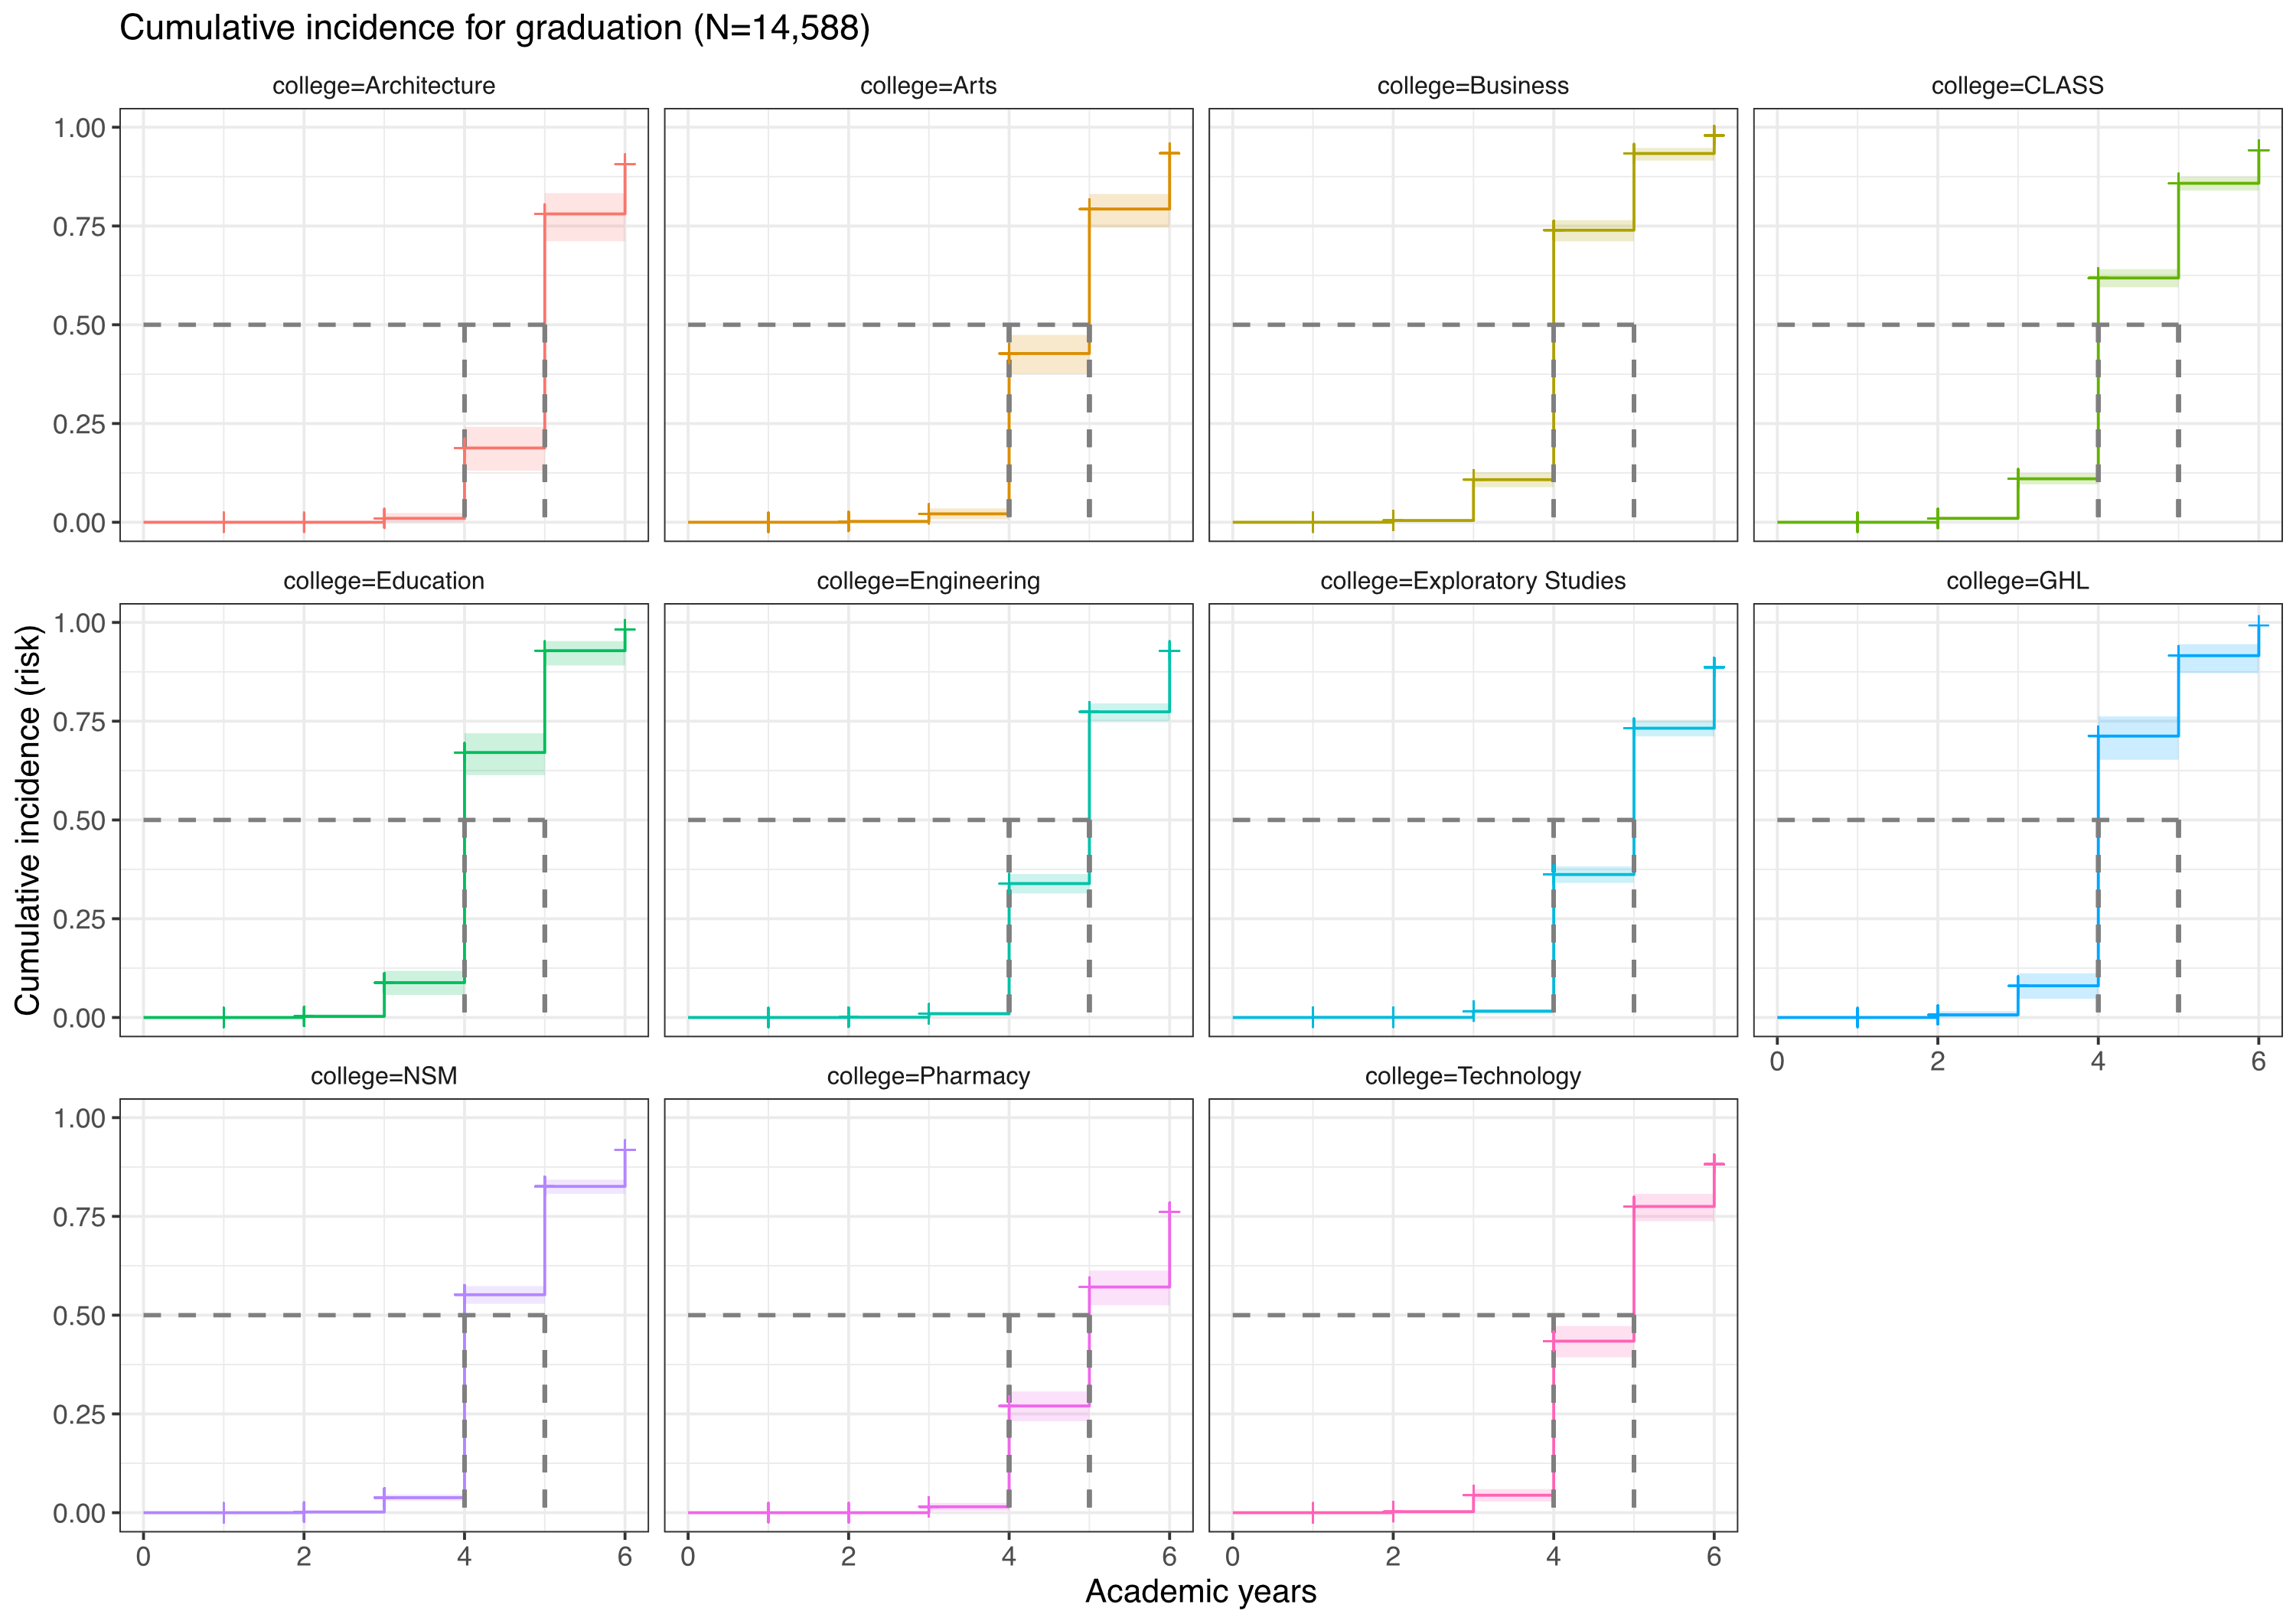 Cumulative incidence for graduation (N=14,588)
college=Architecture
college=Arts
college=Business
college=CLASS
1.00
0.75
0.50
0.25
0.00
college=Education
college=Engineering
college=Exploratory Studies
college=GHL
Cumulative incidence (risk)
1.00
0.75
0.50
0.25
0.00
0 2 4 6
college=NSM
college=Pharmacy
college=Technology
1.00
0.75
0.50
0.25
0.00
0 2 4 6
0 2 4 6
0 2 4 6
Academic years